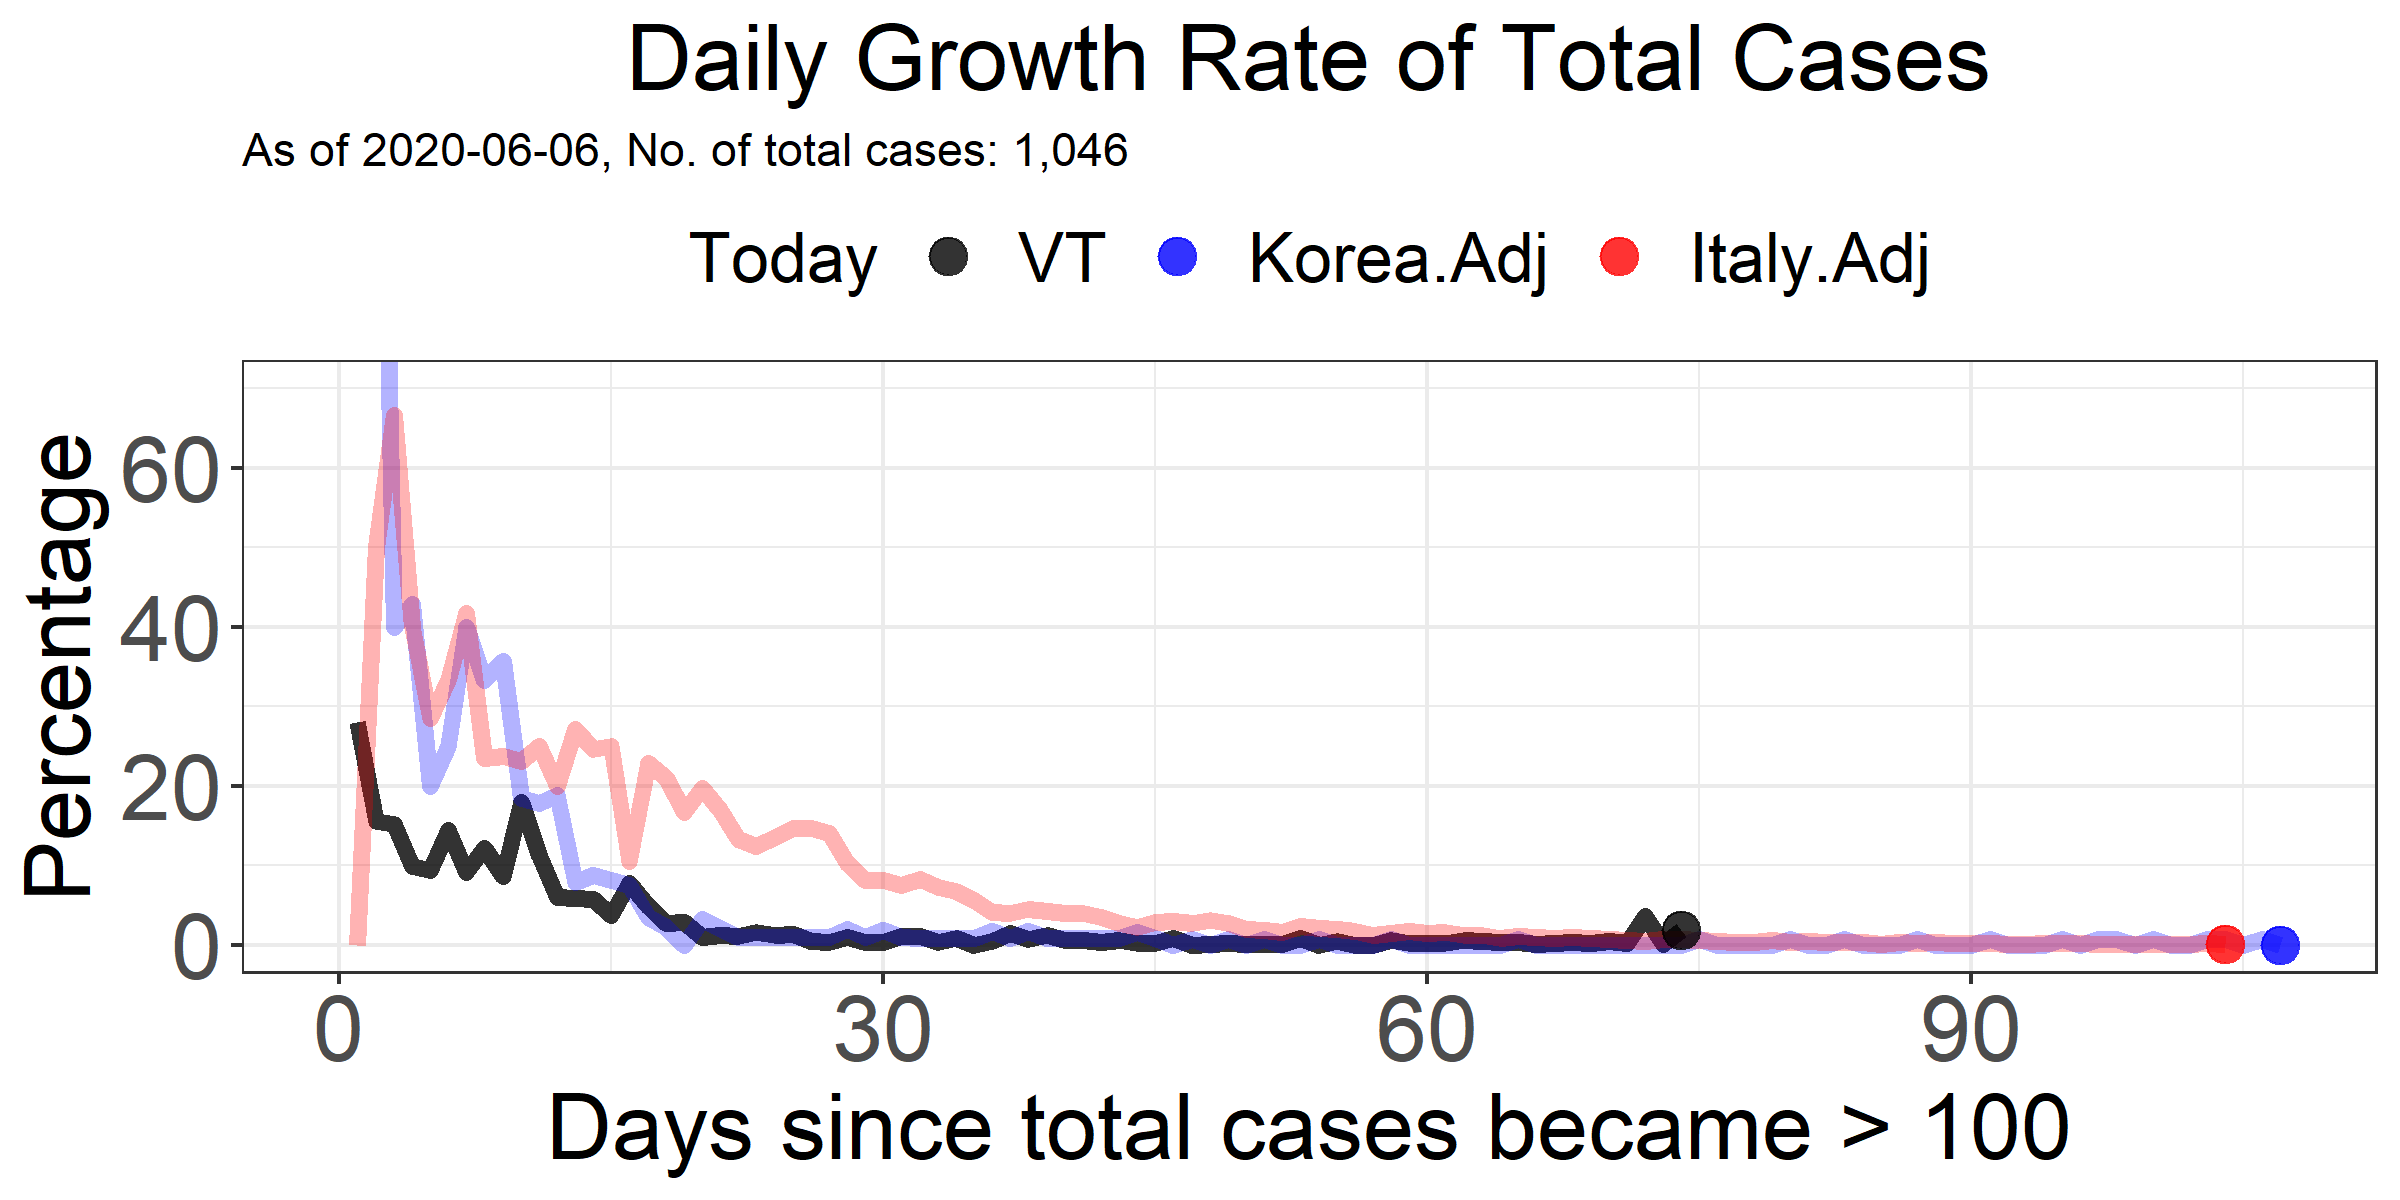 Daily Growth Rate of Total Cases
As of 2020-06-06, No. of total cases: 1,046
Today VT Korea.Adj Italy.Adj
Percentage
60
40
20
0
0 30 60 90
Days since total cases became > 100